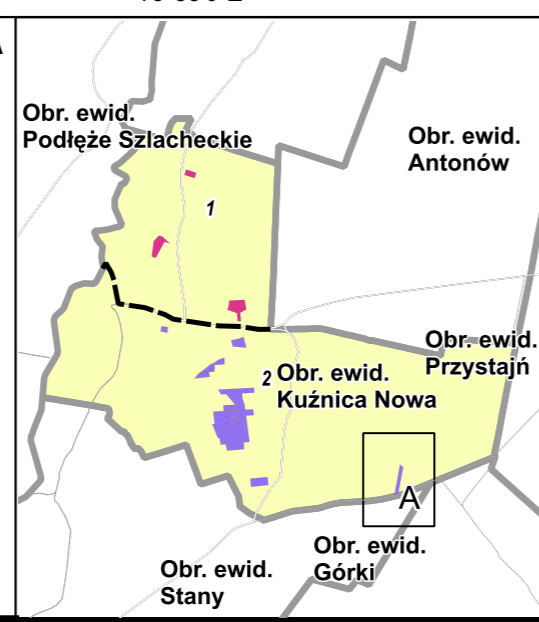 Obr. ewid.
Podłęże Szlacheckie
Obr. ewid.
Antonów
1
Obr. ewid.
Przystajń
2 Obr. ewid.
Kuźnica Nowa
A
Obr. ewid.
Górki
Obr. ewid.
Stany